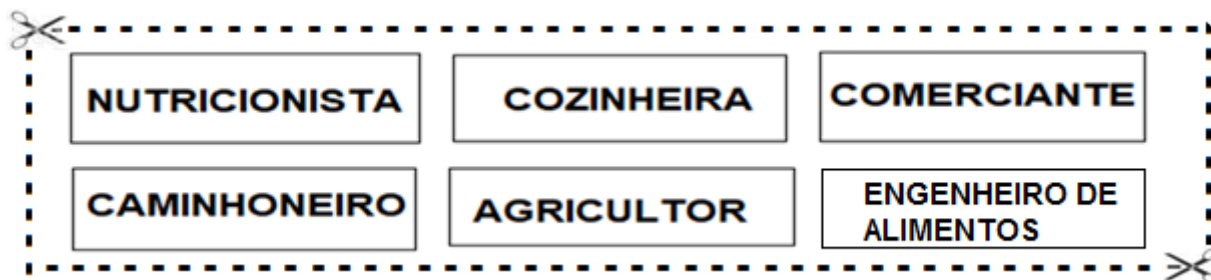 NUTRICIONISTA
COZINHEIRA
COMERCIANTE
CAMINHONEIRO
AGRICULTOR
ENGENHEIRO DE
ALIMENTOS